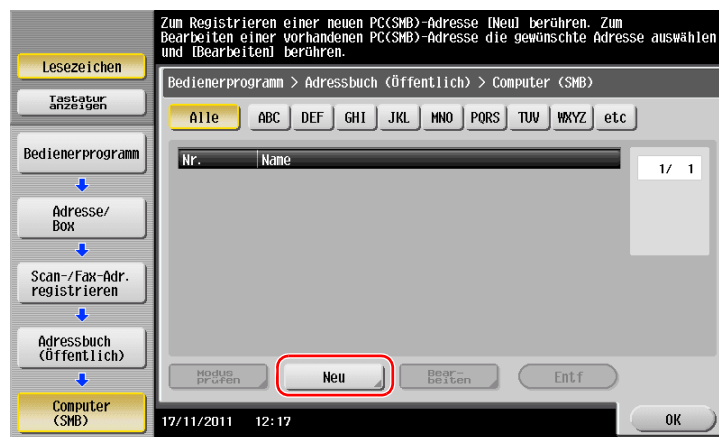 Zum Registrieren einer neuen PC(SMB)-Adresse [Neu] berühren. Zum
Bearbeiten einer vorhandenen PC(SMB)-Adresse die gewünschte Adresse auswählen
und [Bearbeiten] berühren.
Lesezeichen
Tastatur
anzeigen
Bedienerprogramm
Adresse/
Box
Scan-/Fax-Adr.
registrieren
Adressbuch
(Öffentlich)
Computer
(SMB)
Bedienerprogramm > Adressbuch (Öffentlich) > Computer (SMB)
Alle ABC DEF GHI JKL MNO PQRS TUV WXYZ etc
Nr. Name
1/ 1
Modus
prüfen
Neu
Bear-
beiten
Entf
17/11/2011 12:17
OK